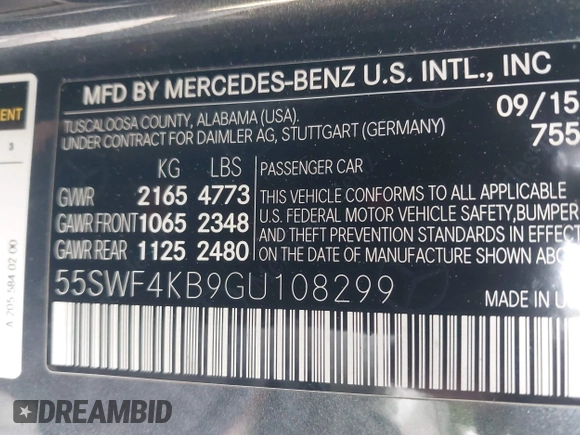 MFD BY MERCEDES-BENZ U.S. INTL., INC
TUSCALOOSA COUNTY, ALABAMA (USA). 09/15
UNDER CONTRACT FOR DAIMLER AG, STUTTGART (GERMANY) 755
KG LBS PASSENGER CAR
GVWR 2165 4773
GAWR FRONT 1065 2348
GAWR REAR 1125 2480
THIS VEHICLE CONFORMS TO ALL APPLICABLE
U.S. FEDERAL MOTOR VEHICLE SAFETY, BUMPER
AND THEFT PREVENTION STANDARDS IN EFFECT
ON THE DATE OF MANUFACTURE SHOWN
55SWF4KB9GU108299
MADE IN
3
A 205 584 02 00
DREAMBID